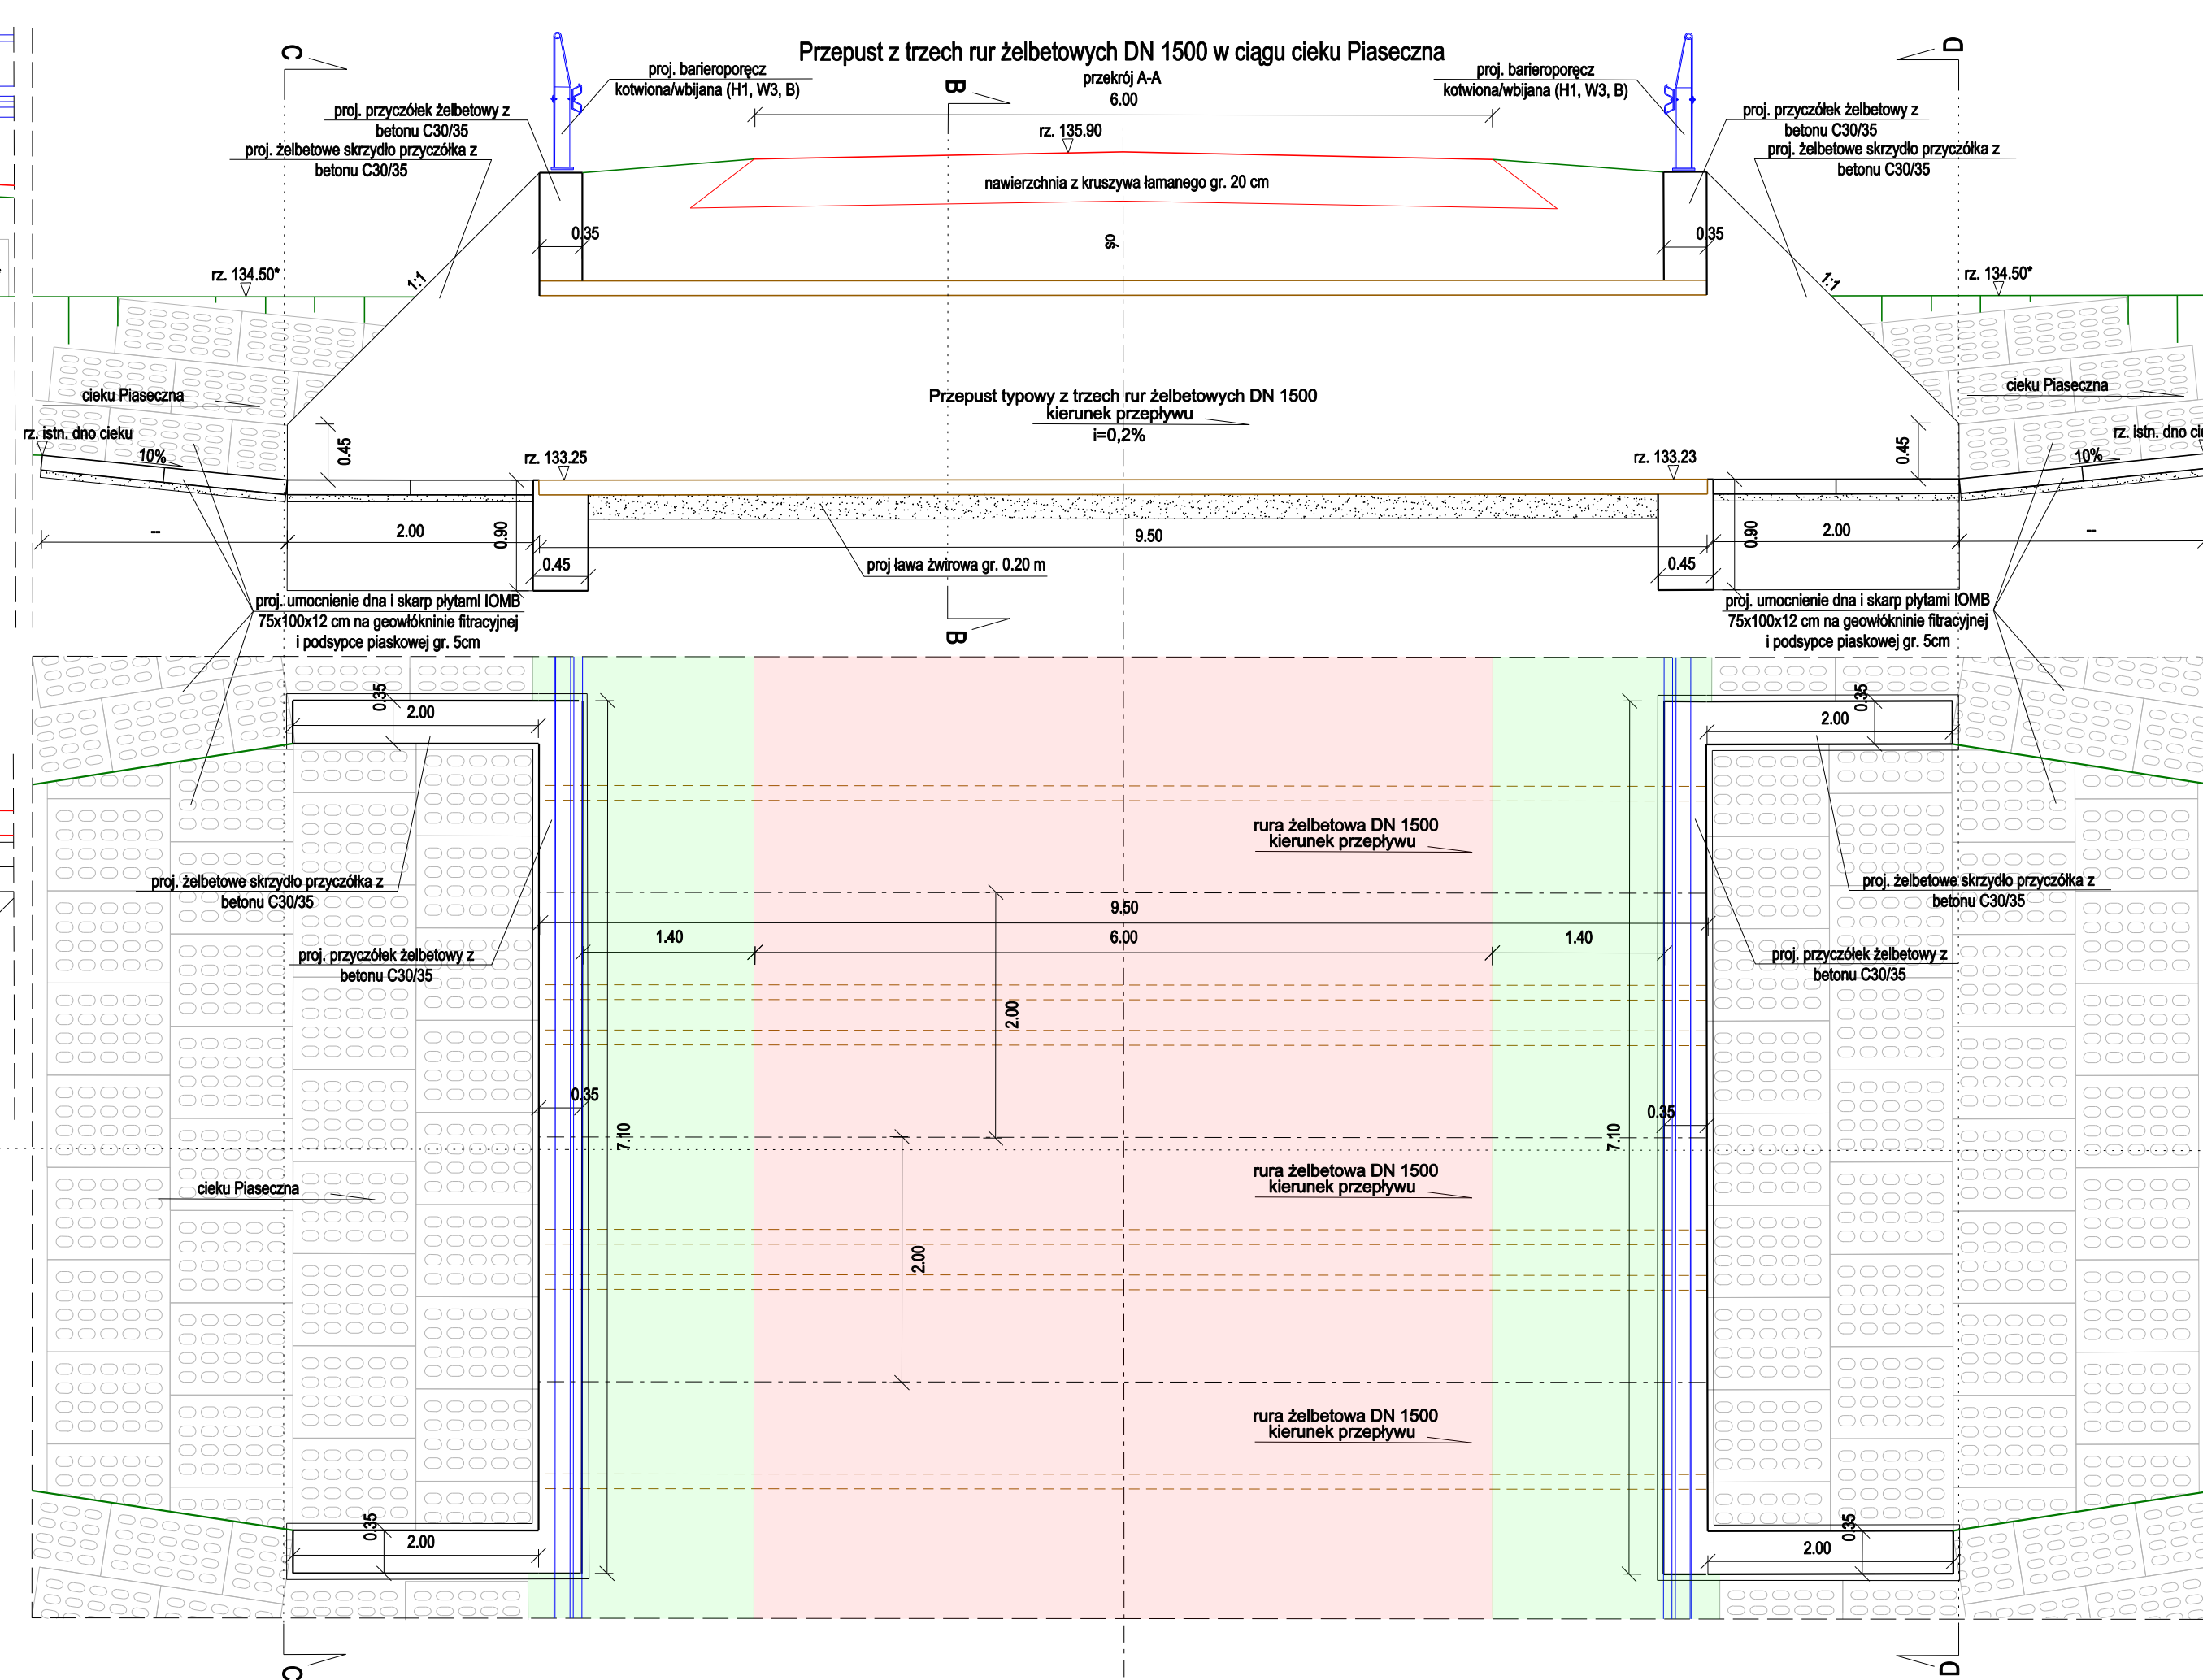 Przepust z trzech rur żelbetowych DN 1500 w ciągu cieku Piaseczna
przekrój A-A
6.00
C
D
B
proj. barieroporęcz
kotwiona/wbijana (H1, W3, B)
proj. barieroporęcz
kotwiona/wbijana (H1, W3, B)
proj. przyczółek żelbetowy z
betonu C30/35
proj. przyczółek żelbetowy z
betonu C30/35
rz. 135.90
proj. żelbetowe skrzydło przyczółka z
betonu C30/35
proj. żelbetowe skrzydło przyczółka z
betonu C30/35
nawierzchnia z kruszywa łamanego gr. 20 cm
0.35
oś
0.35
rz. 134.50*
1:1
1:1
rz. 134.50*
cieku Piaseczna
Przepust typowy z trzech rur żelbetowych DN 1500
kierunek przepływu
i=0,2%
cieku Piaseczna
rz. istn. dno cieku
10%
0.45
rz. 133.25
rz. 133.23
0.45
10%
rz. istn. dno cie
--
2.00
0.90
9.50
0.90
2.00
--
0.45
proj ława żwirowa gr. 0.20 m
0.45
proj. umocnienie dna i skarp płytami IOMB
75x100x12 cm na geowłókninie fitracyjnej
i podsypce piaskowej gr. 5cm
B
proj. umocnienie dna i skarp płytami IOMB
75x100x12 cm na geowłókninie fitracyjnej
i podsypce piaskowej gr. 5cm
0.35
2.00
0.35
2.00
rura żelbetowa DN 1500
kierunek przepływu
proj. żelbetowe skrzydło przyczółka z
betonu C30/35
proj. żelbetowe skrzydło przyczółka z
betonu C30/35
9.50
1.40
6.00
1.40
proj. przyczółek żelbetowy z
betonu C30/35
proj. przyczółek żelbetowy z
betonu C30/35
2.00
0.35
0.35
7.10
7.10
cieku Piaseczna
rura żelbetowa DN 1500
kierunek przepływu
2.00
rura żelbetowa DN 1500
kierunek przepływu
0.35
2.00
0.35
2.00
C
D